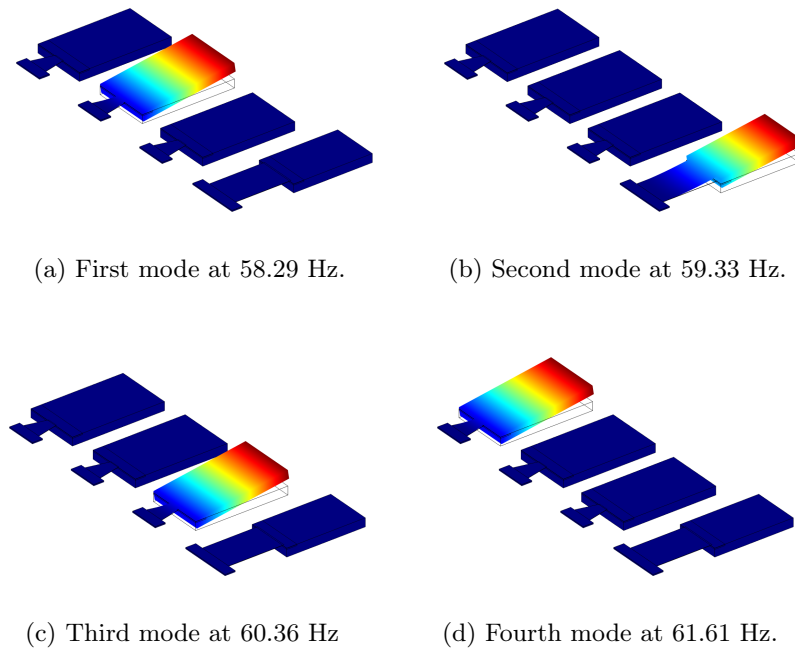 (a) First mode at 58.29 Hz.
(b) Second mode at 59.33 Hz.
(c) Third mode at 60.36 Hz
(d) Fourth mode at 61.61 Hz.